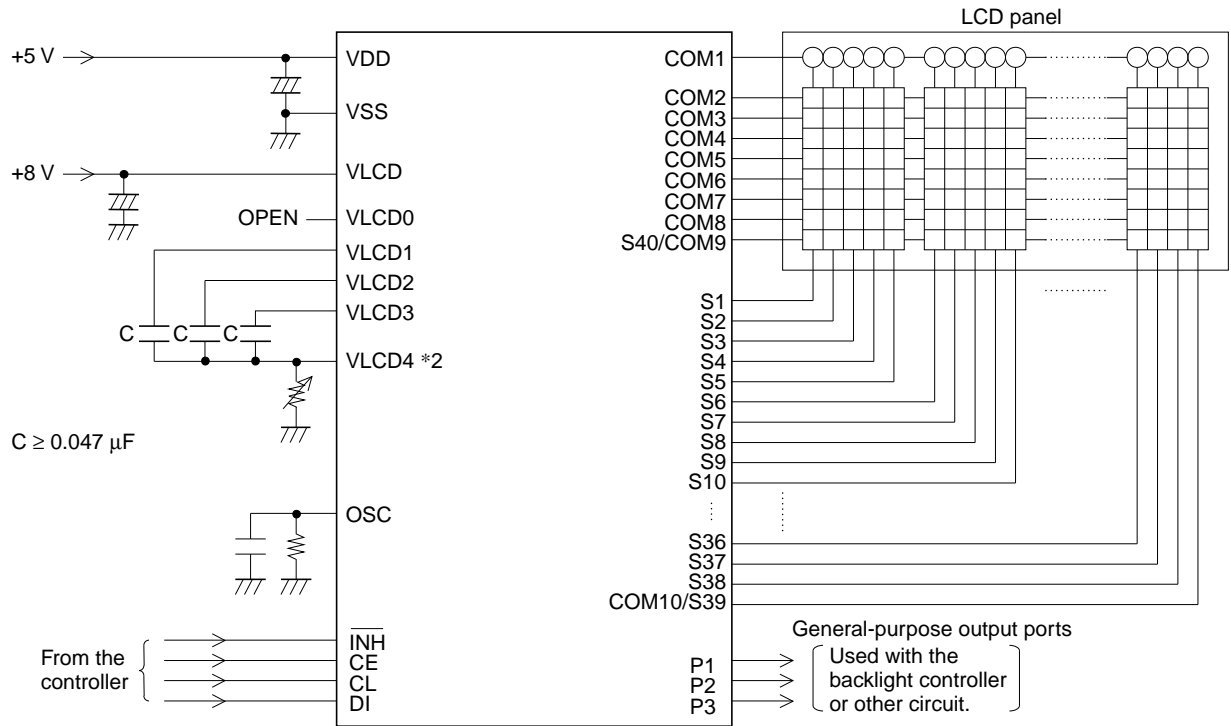 LCD panel
+5 V
VDD
COM1
VSS
COM2
COM3
COM4
COM5
COM6
COM7
COM8
S40/COM9
+8 V
VLCD
OPEN
VLCD0
VLCD1
VLCD2
VLCD3
C
C
C
VLCD4 *2
C ≥ 0.047 μF
OSC
S1
S2
S3
S4
S5
S6
S7
S8
S9
S10
S36
S37
S38
COM10/S39
From the
controller
INH
CE
CL
DI
General-purpose output ports
P1
P2
P3
Used with the
backlight controller
or other circuit.